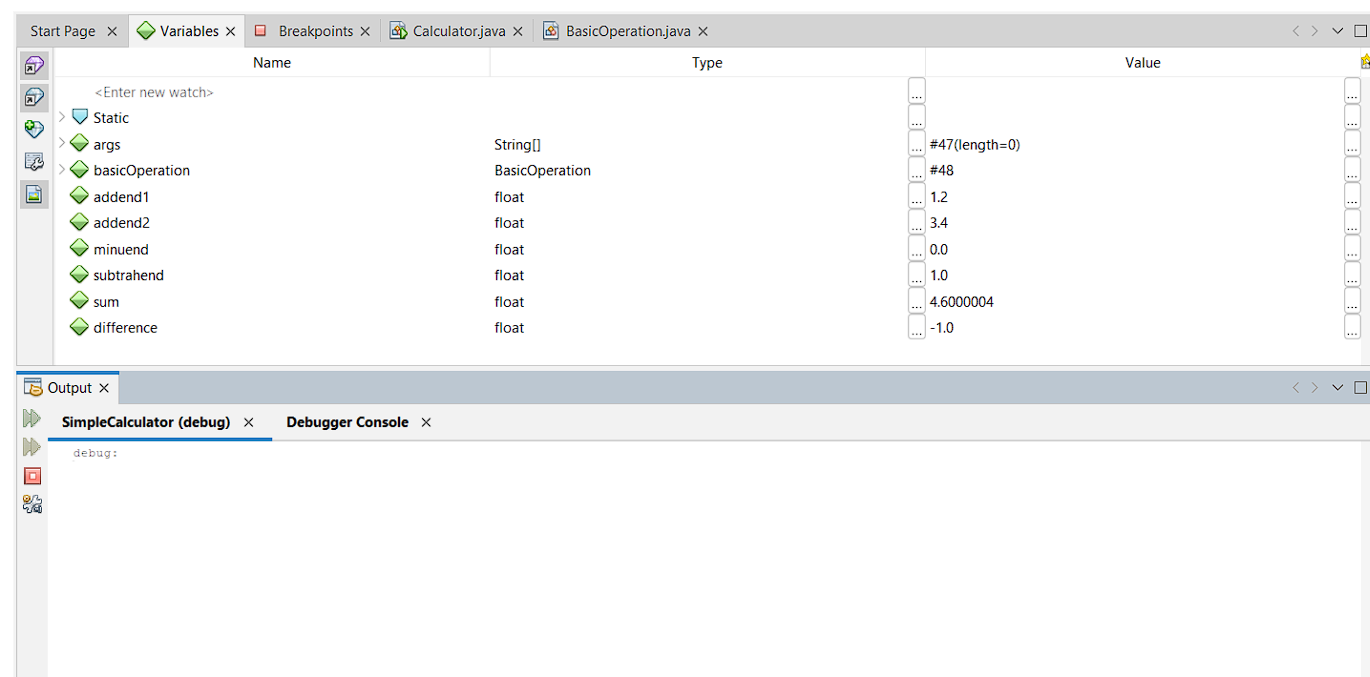 Start Page Variables Breakpoints Calculator.java BasicOperation.java
Name Type Value
<Enter new watch> ... ...
Static ... ...
args String[] ... #47(length=0) ...
basicOperation BasicOperation ... #48 ...
addend1 float ... 1.2 ...
addend2 float ... 3.4 ...
minuend float ... 0.0 ...
subtrahend float ... 1.0 ...
sum float ... 4.6000004 ...
difference float ... -1.0 ...
Output
SimpleCalculator (debug) Debugger Console
debug: